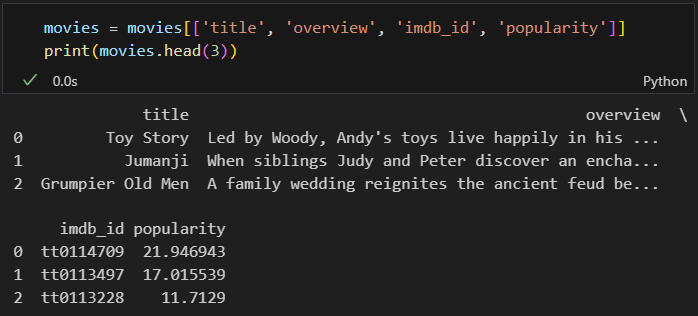 movies = movies[['title', 'overview', 'imdb_id', 'popularity']]
print(movies.head(3))
✓ 0.0s Python
title overview \
0 Toy Story Led by Woody, Andy's toys live happily in his ...
1 Jumanji When siblings Judy and Peter discover an encha...
2 Grumpier Old Men A family wedding reignites the ancient feud be...
imdb_id popularity
0 tt0114709 21.946943
1 tt0113497 17.015539
2 tt0113228 11.7129